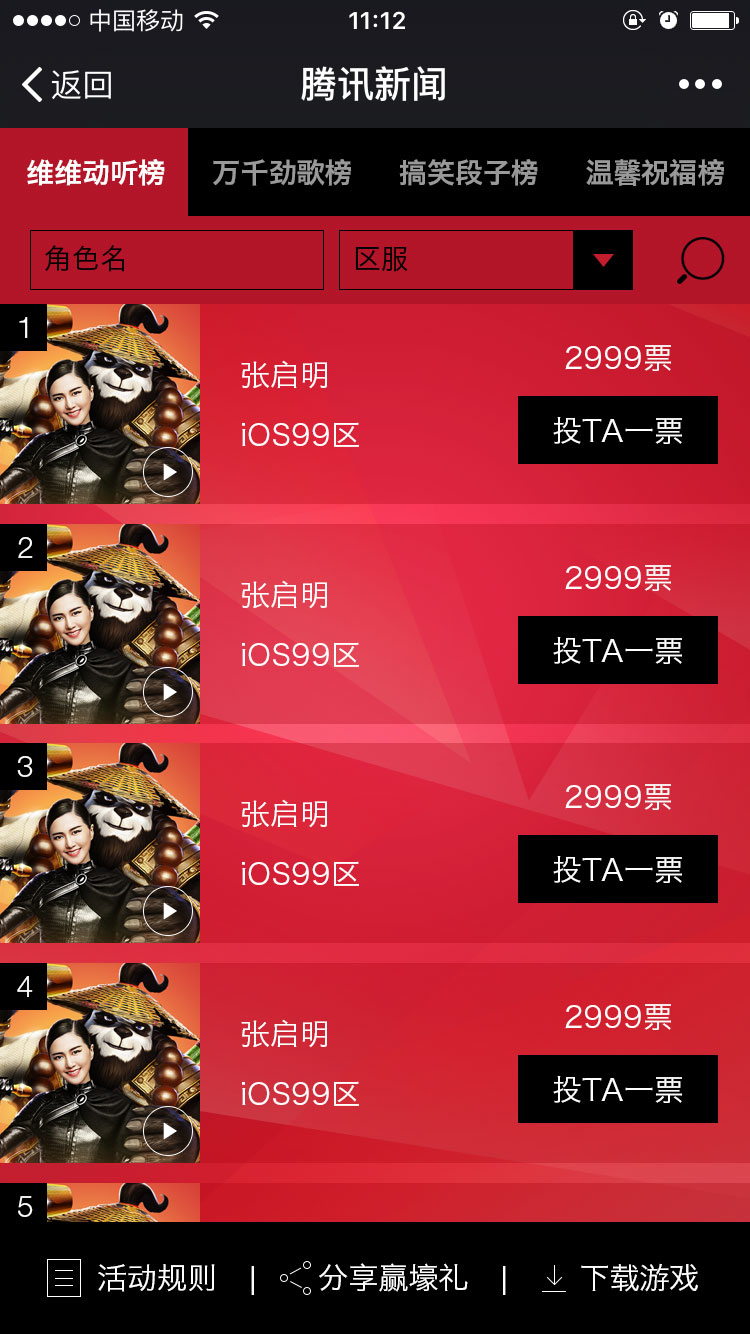 中国移动 11:12
返回 腾讯新闻
维维动听榜 万千劲歌榜 搞笑段子榜 温馨祝福榜
角色名 区服
1
2999票
张启明
投TA一票
iOS99区
2
2999票
张启明
投TA一票
iOS99区
3
2999票
张启明
投TA一票
iOS99区
4
2999票
张启明
投TA一票
iOS99区
5
活动规则 | 分享赢壕礼 | 下载游戏